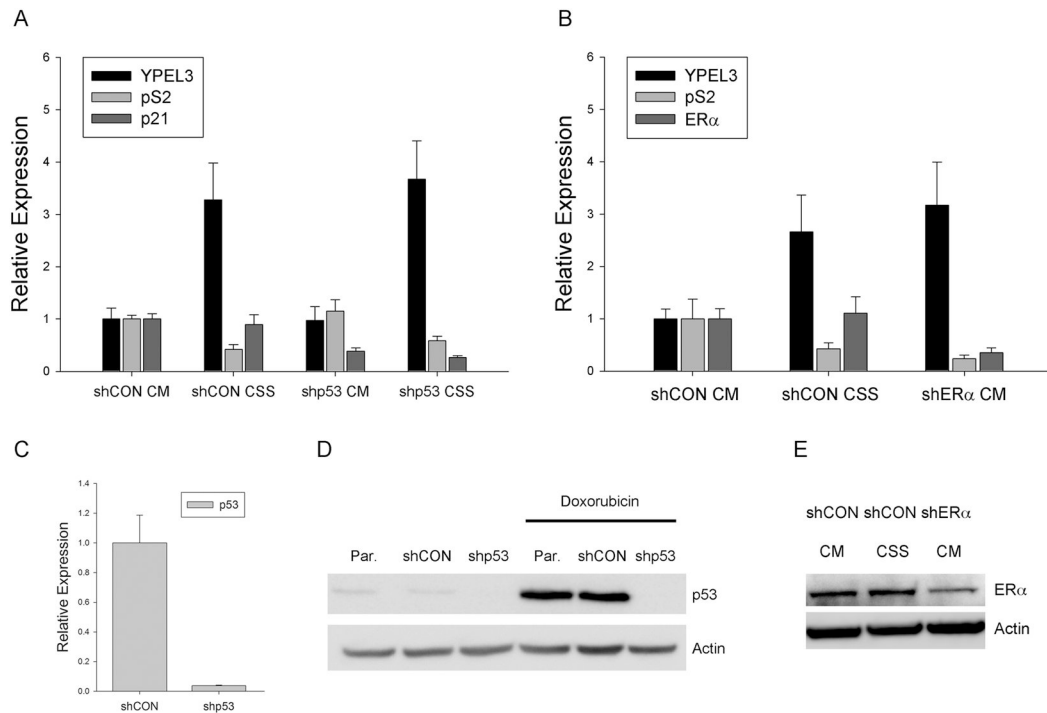 A
6
5
4
3
2
1
0
Relative Expression
YPEL3
pS2
p21
shCON CM
shCON CSS
shp53 CM
shp53 CSS
B
6
5
4
3
2
1
0
Relative Expression
YPEL3
pS2
ERα
shCON CM
shCON CSS
shERα CM
C
1.4
1.2
1.0
0.8
0.6
0.4
0.2
0.0
Relative Expression
p53
shCON
shp53
D
Doxorubicin
Par. shCON shp53 Par. shCON shp53
p53
Actin
E
shCON shCON shERα
CM CSS CM
ERα
Actin